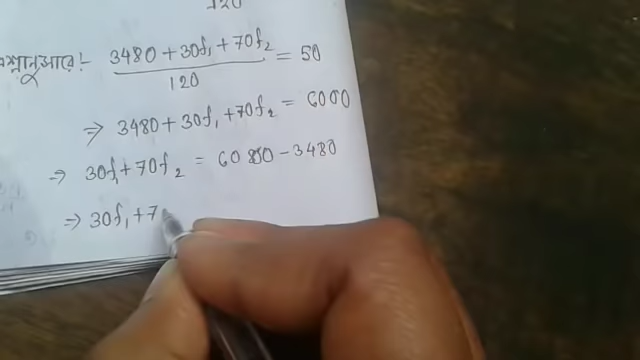 120
প্রশ্নানুসারে:- (3480 + 30f₁ + 70f₂)/120 = 50
⇒ 3480 + 30f₁ + 70f₂ = 6000
⇒ 30f₁ + 70f₂ = 6000 - 3480
⇒ 30f₁ + 7